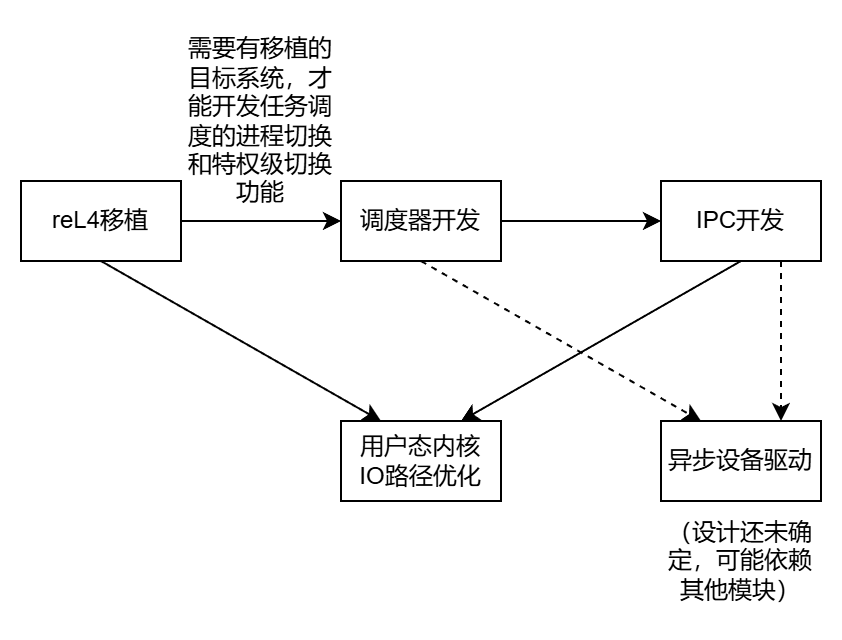 需要有移植的
目标系统，才
能开发任务调
度的进程切换
和特权级切换
功能
reL4移植
调度器开发
IPC开发
用户态内核
IO路径优化
异步设备驱动
（设计还未确
定，可能依赖
其他模块）